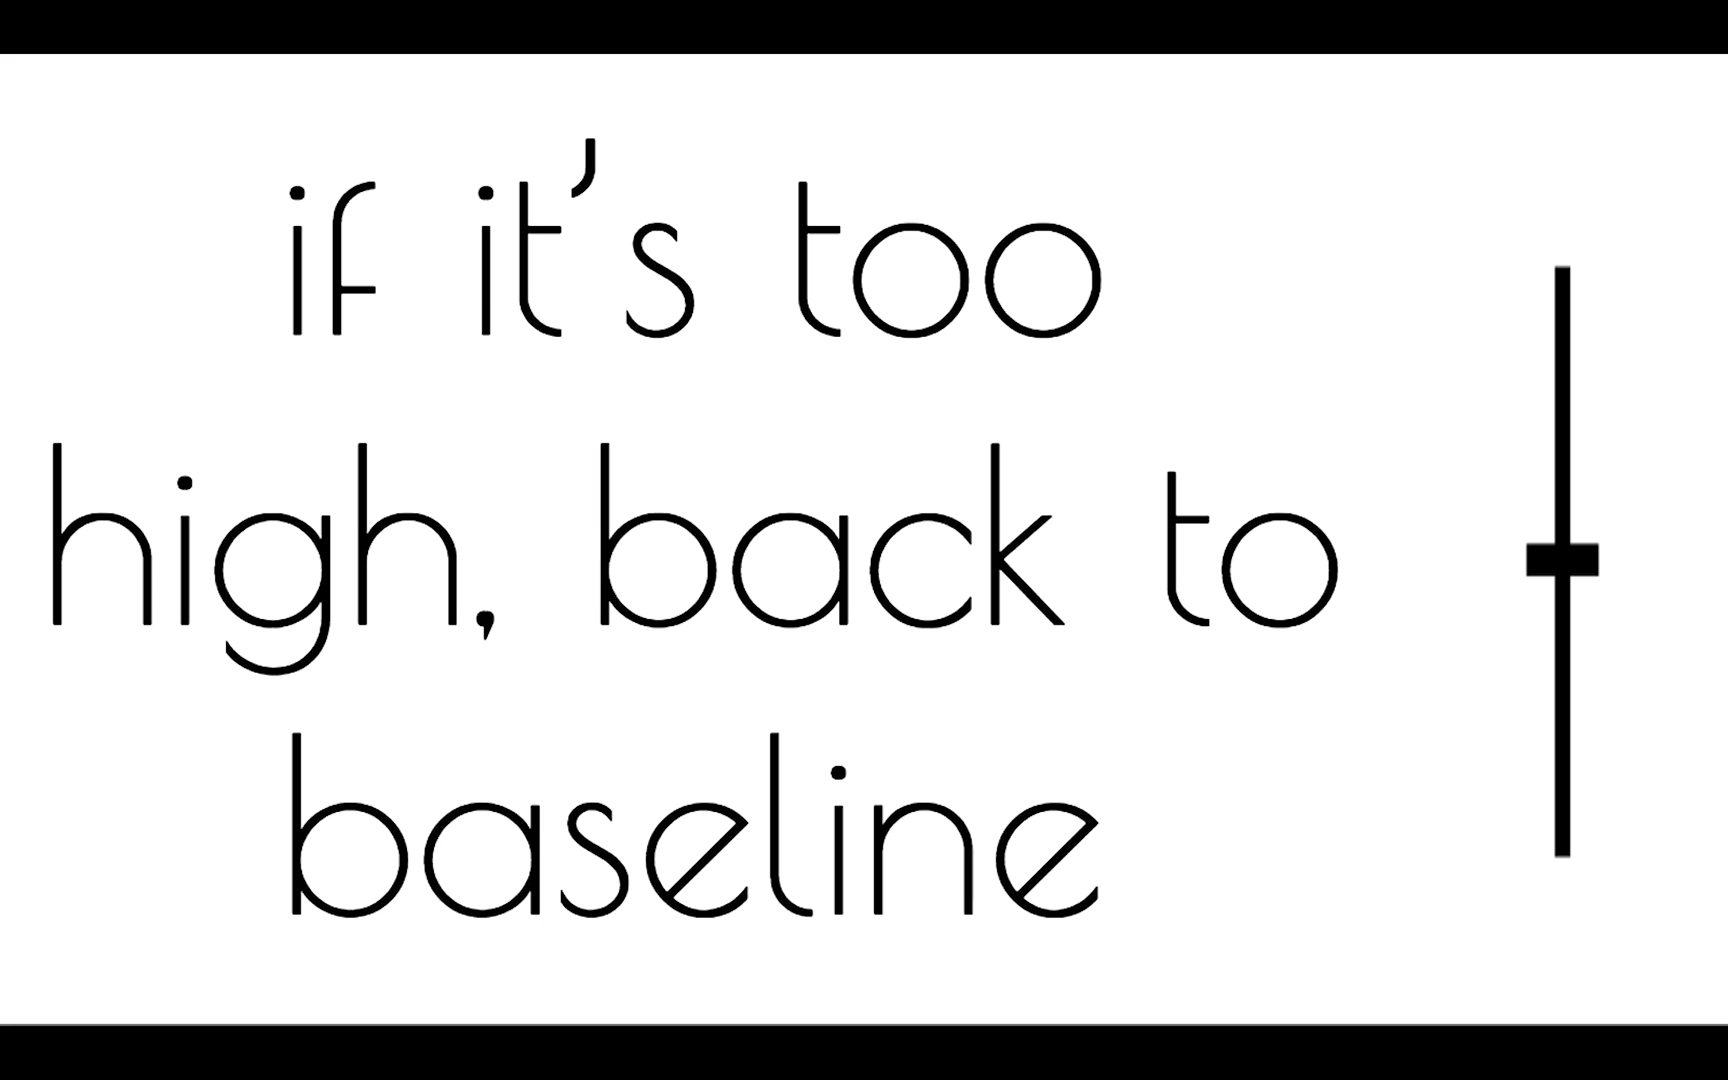 if it’s too
high, back to
baseline